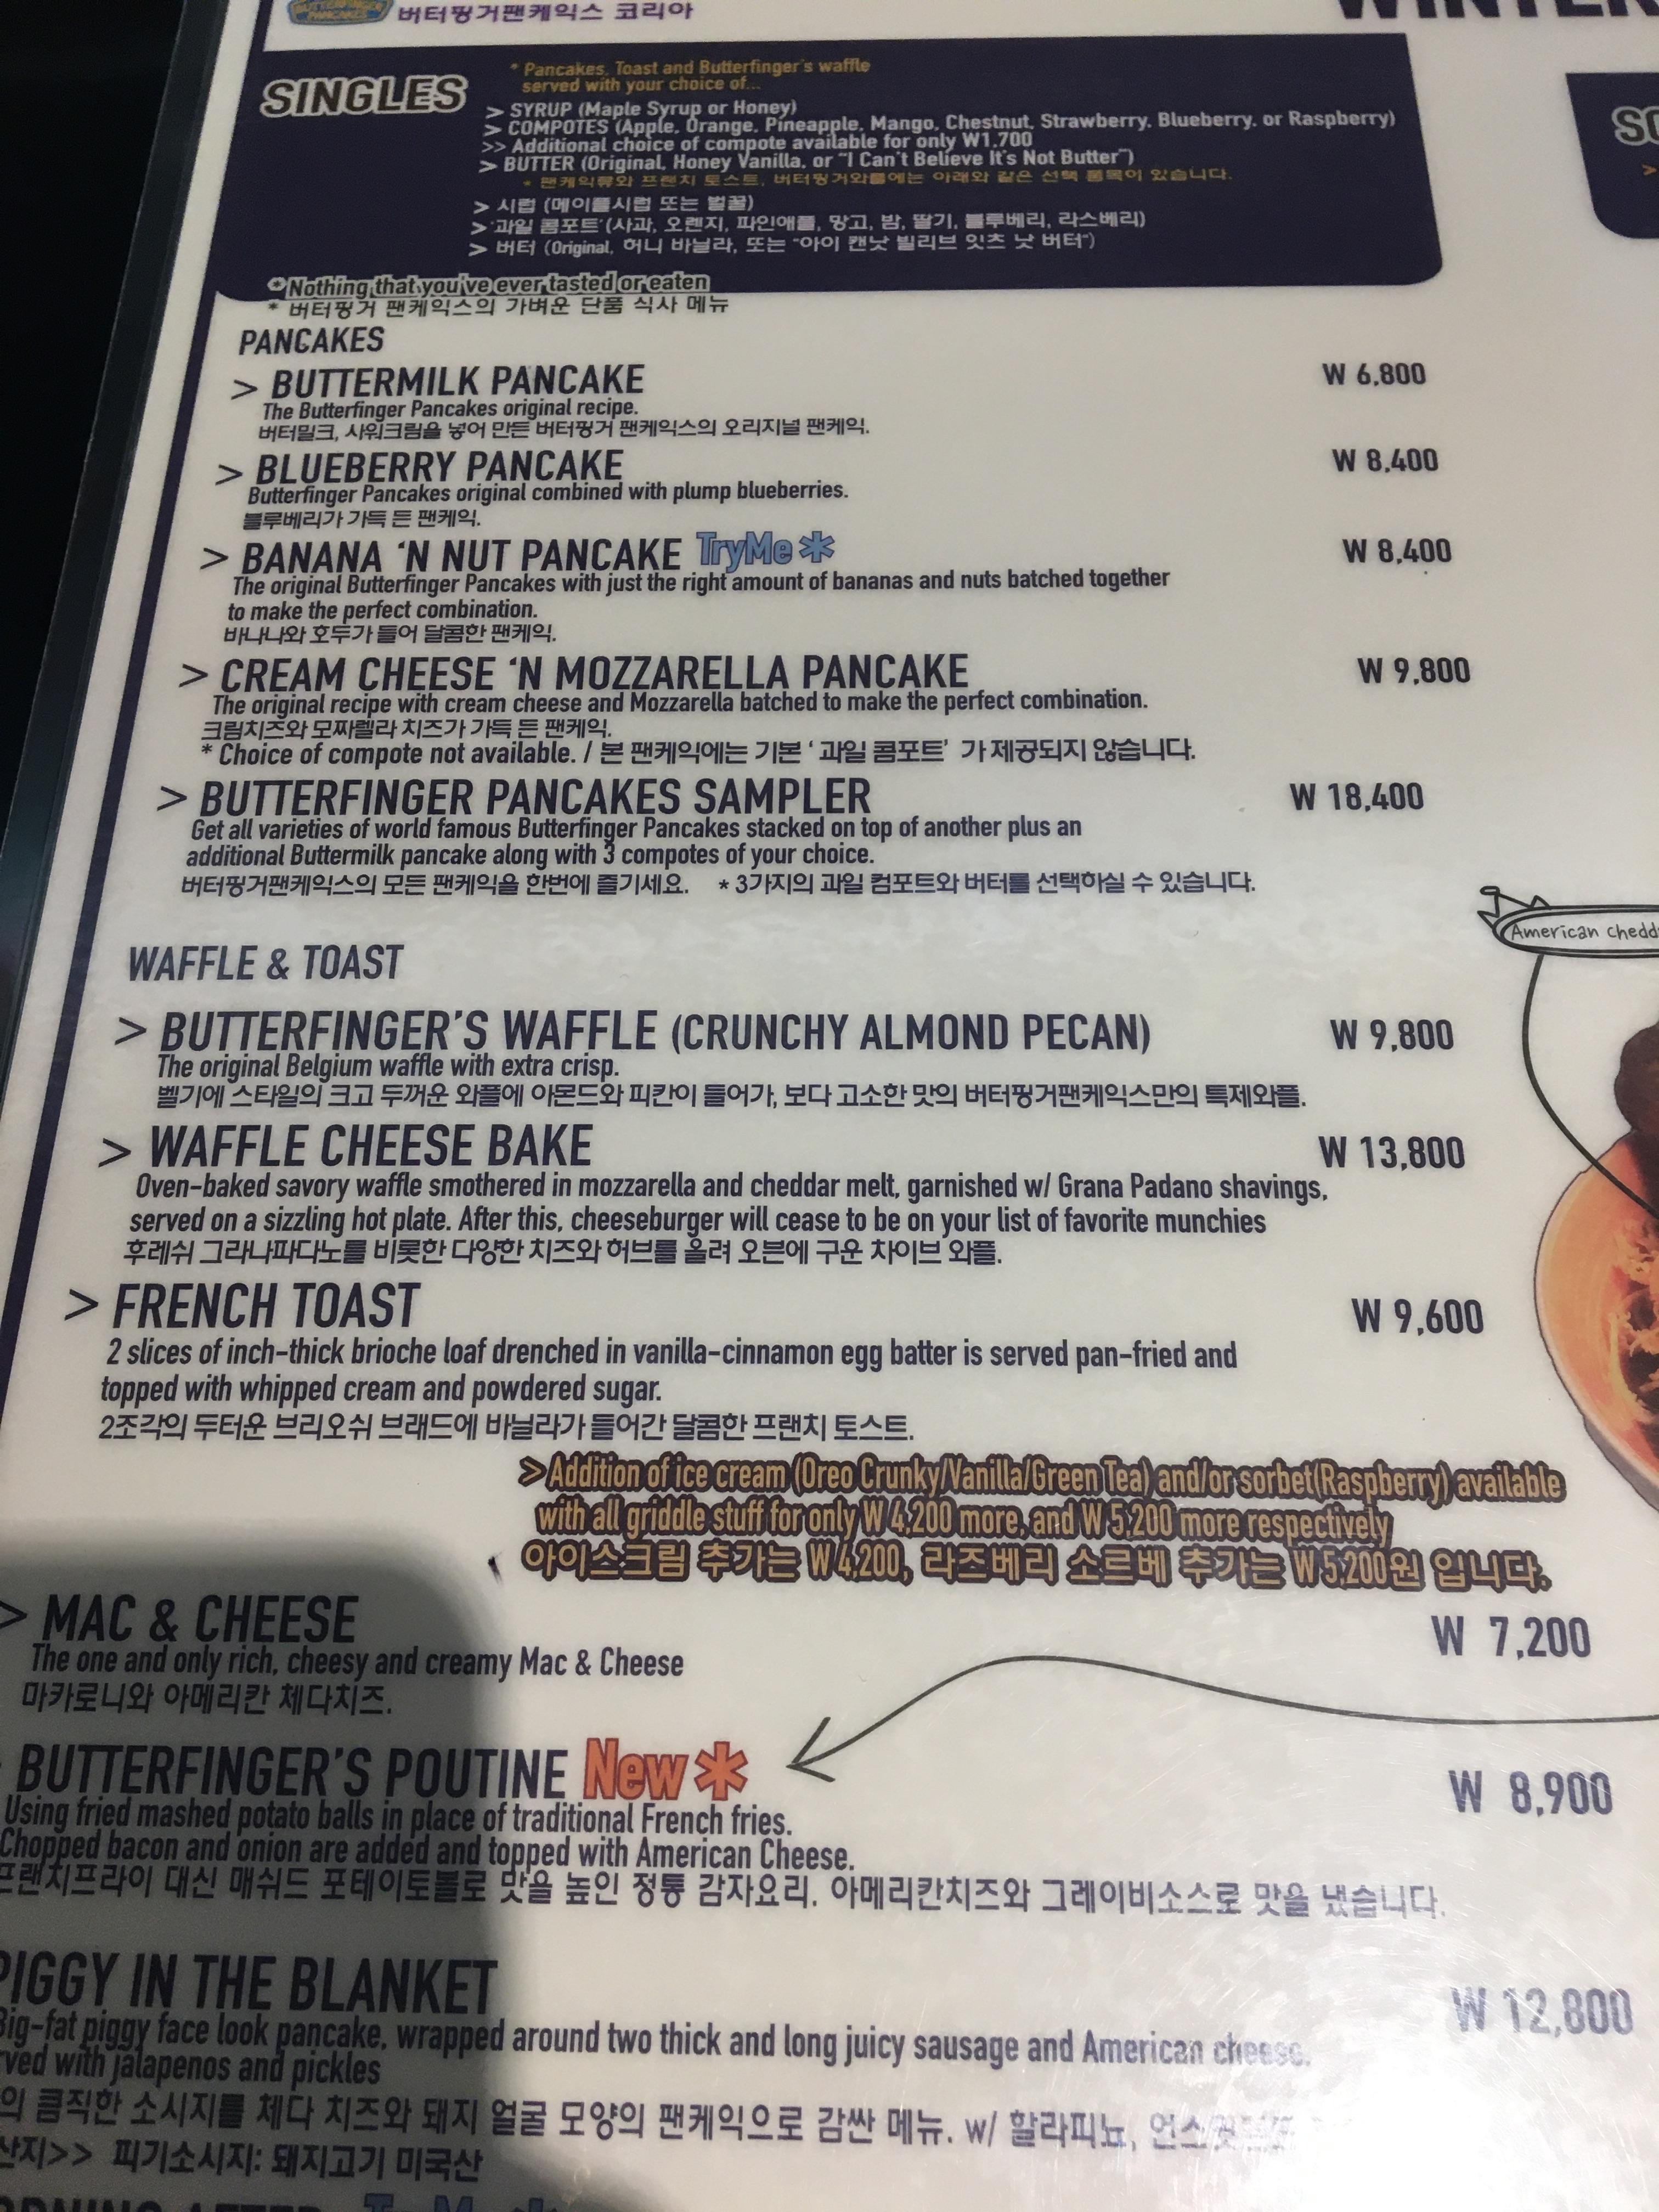 BUTTERFINGER PANCAKES
버터핑거팬케익스 코리아
WINTER
SINGLES
* Pancakes, Toast and Butterfinger's waffle
served with your choice of...
> SYRUP (Maple Syrup or Honey)
> COMPOTES (Apple, Orange, Pineapple, Mango, Chestnut, Strawberry, Blueberry, or Raspberry)
>> Additional choice of compote available for only W1,700
> BUTTER (Original, Honey Vanilla, or "I Can't Believe It's Not Butter")
* 팬케익류와 프랜치 토스트, 버터핑거와플에는 아래와 같은 선택 품목이 있습니다.
> 시럽 (메이플시럽 또는 벌꿀)
> '과일 콤포트' (사과, 오렌지, 파인애플, 망고, 밤, 딸기, 블루베리, 라스베리)
> 버터 (Original, 허니 바닐라, 또는 "아이 캔낫 빌리브 잇츠 낫 버터")
* Nothing that you've ever tasted or eaten
* 버터핑거 팬케익스의 가벼운 단품 식사 메뉴
PANCAKES
> BUTTERMILK PANCAKE W 6,800
The Butterfinger Pancakes original recipe.
버터밀크, 사워크림을 넣어 만든 버터핑거 팬케익스의 오리지널 팬케익.
> BLUEBERRY PANCAKE W 8,400
Butterfinger Pancakes original combined with plump blueberries.
블루베리가 가득 든 팬케익.
> BANANA 'N NUT PANCAKE TryMe* W 8,400
The original Butterfinger Pancakes with just the right amount of bananas and nuts batched together
to make the perfect combination.
바나나와 호두가 들어 달콤한 팬케익.
> CREAM CHEESE 'N MOZZARELLA PANCAKE W 9,800
The original recipe with cream cheese and Mozzarella batched to make the perfect combination.
크림치즈와 모짜렐라 치즈가 가득 든 팬케익.
* Choice of compote not available. / 본 팬케익에는 기본 ' 과일 콤포트' 가 제공되지 않습니다.
> BUTTERFINGER PANCAKES SAMPLER W 18,400
Get all varieties of world famous Butterfinger Pancakes stacked on top of another plus an
additional Buttermilk pancake along with 3 compotes of your choice.
버터핑거팬케익스의 모든 팬케익을 한번에 즐기세요. * 3가지의 과일 컴포트와 버터를 선택하실 수 있습니다.
American chedd
WAFFLE & TOAST
> BUTTERFINGER'S WAFFLE (CRUNCHY ALMOND PECAN) W 9,800
The original Belgium waffle with extra crisp.
벨기에 스타일의 크고 두꺼운 와플에 아몬드와 피칸이 들어가, 보다 고소한 맛의 버터핑거팬케익스만의 특제와플.
> WAFFLE CHEESE BAKE W 13,800
Oven-baked savory waffle smothered in mozzarella and cheddar melt, garnished w/ Grana Padano shavings,
served on a sizzling hot plate. After this, cheeseburger will cease to be on your list of favorite munchies
후레쉬 그라나파다노를 비롯한 다양한 치즈와 허브를 올려 오븐에 구운 차이브 와플.
> FRENCH TOAST W 9,600
2 slices of inch-thick brioche loaf drenched in vanilla-cinnamon egg batter is served pan-fried and
topped with whipped cream and powdered sugar.
2조각의 두터운 브리오쉬 브래드에 바닐라가 들어간 달콤한 프랜치 토스트.
> Addition of ice cream (Oreo Crunky/Vanilla/Green Tea) and/or sorbet(Raspberry) available
with all griddle stuff for only W 4,200 more, and W 5,200 more respectively
아이스크림 추가는 W 4,200, 라즈베리 소르베 추가는 W 5,200원 입니다.
> MAC & CHEESE W 7,200
The one and only rich, cheesy and creamy Mac & Cheese
마카로니와 아메리칸 체다치즈.
BUTTERFINGER'S POUTINE New* W 8,900
Using fried mashed potato balls in place of traditional French fries.
Chopped bacon and onion are added and topped with American Cheese.
프랜치프라이 대신 매쉬드 포테이토볼로 맛을 높인 정통 감자요리. 아메리칸치즈와 그레이비소스로 맛을 냈습니다.
PIGGY IN THE BLANKET W 12,800
Big-fat piggy face look pancake, wrapped around two thick and long juicy sausage and American cheese.
rved with jalapenos and pickles
의 큼직한 소시지를 체다 치즈와 돼지 얼굴 모양의 팬케익으로 감싼 메뉴. w/ 할라피뇨,
산지>> 피기소시지: 돼지고기 미국산